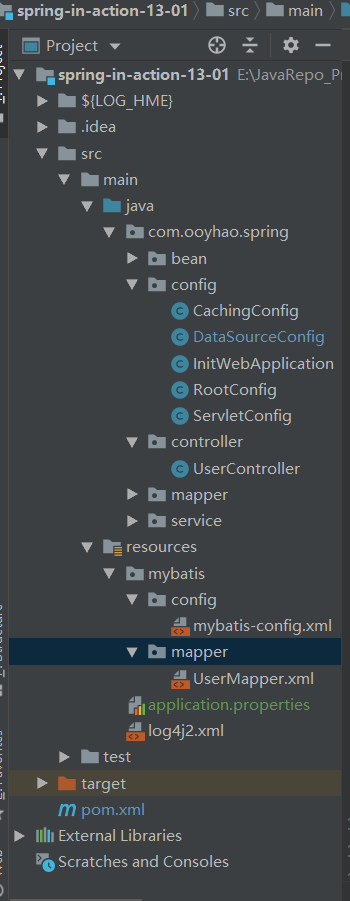 spring-in-action-13-01 src main
Project
spring-in-action-13-01 E:\JavaRepo_Pr
${LOG_HME}
.idea
src
main
java
com.ooyhao.spring
bean
config
CachingConfig
DataSourceConfig
InitWebApplication
RootConfig
ServletConfig
controller
UserController
mapper
service
resources
mybatis
config
mybatis-config.xml
mapper
UserMapper.xml
application.properties
log4j2.xml
test
target
pom.xml
External Libraries
Scratches and Consoles